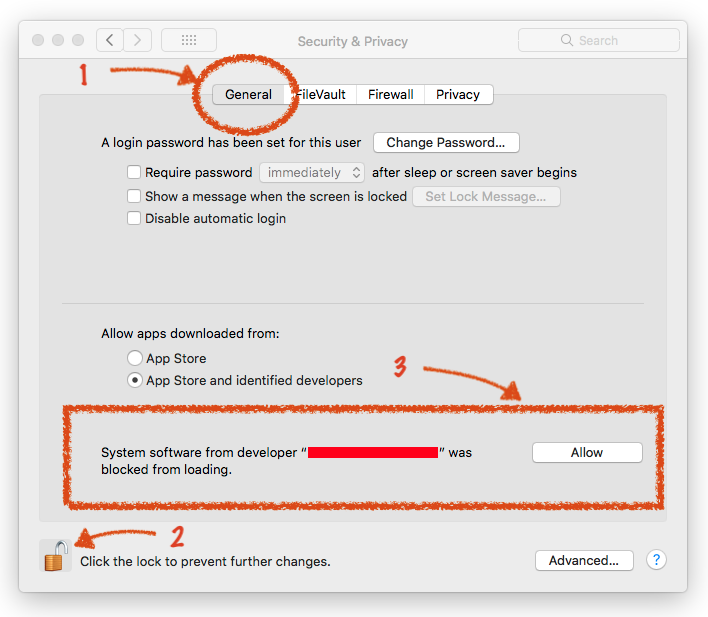 Security & Privacy
Search
1
General FileVault Firewall Privacy
A login password has been set for this user Change Password...
Require password immediately after sleep or screen saver begins
Show a message when the screen is locked Set Lock Message...
Disable automatic login
Allow apps downloaded from:
App Store
3
App Store and identified developers
System software from developer “ ” was
blocked from loading.
Allow
2
Click the lock to prevent further changes.
Advanced...
?